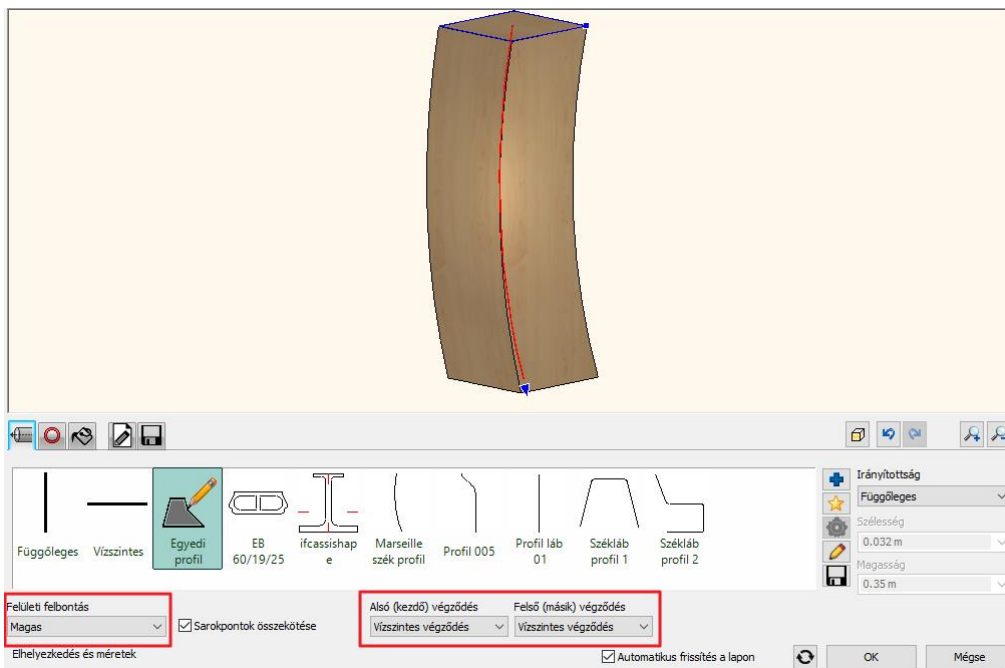 Függőleges
Vízszintes
Egyedi
profil
EB
60/19/25
ifcassishap
e
Marseille
szék profil
Profil 005
Profil láb
01
Székláb
profil 1
Székláb
profil 2
Irányítottság
Függőleges
Szélesség
0.032 m
Magasság
0.35 m
Felületi felbontás
Magas
Sarokpontok összekötése
Alsó (kezdő) végződés
Vízszintes végződés
Felső (másik) végződés
Vízszintes végződés
Elhelyezkedés és méretek
Automatikus frissítés a lapon
OK
Mégse